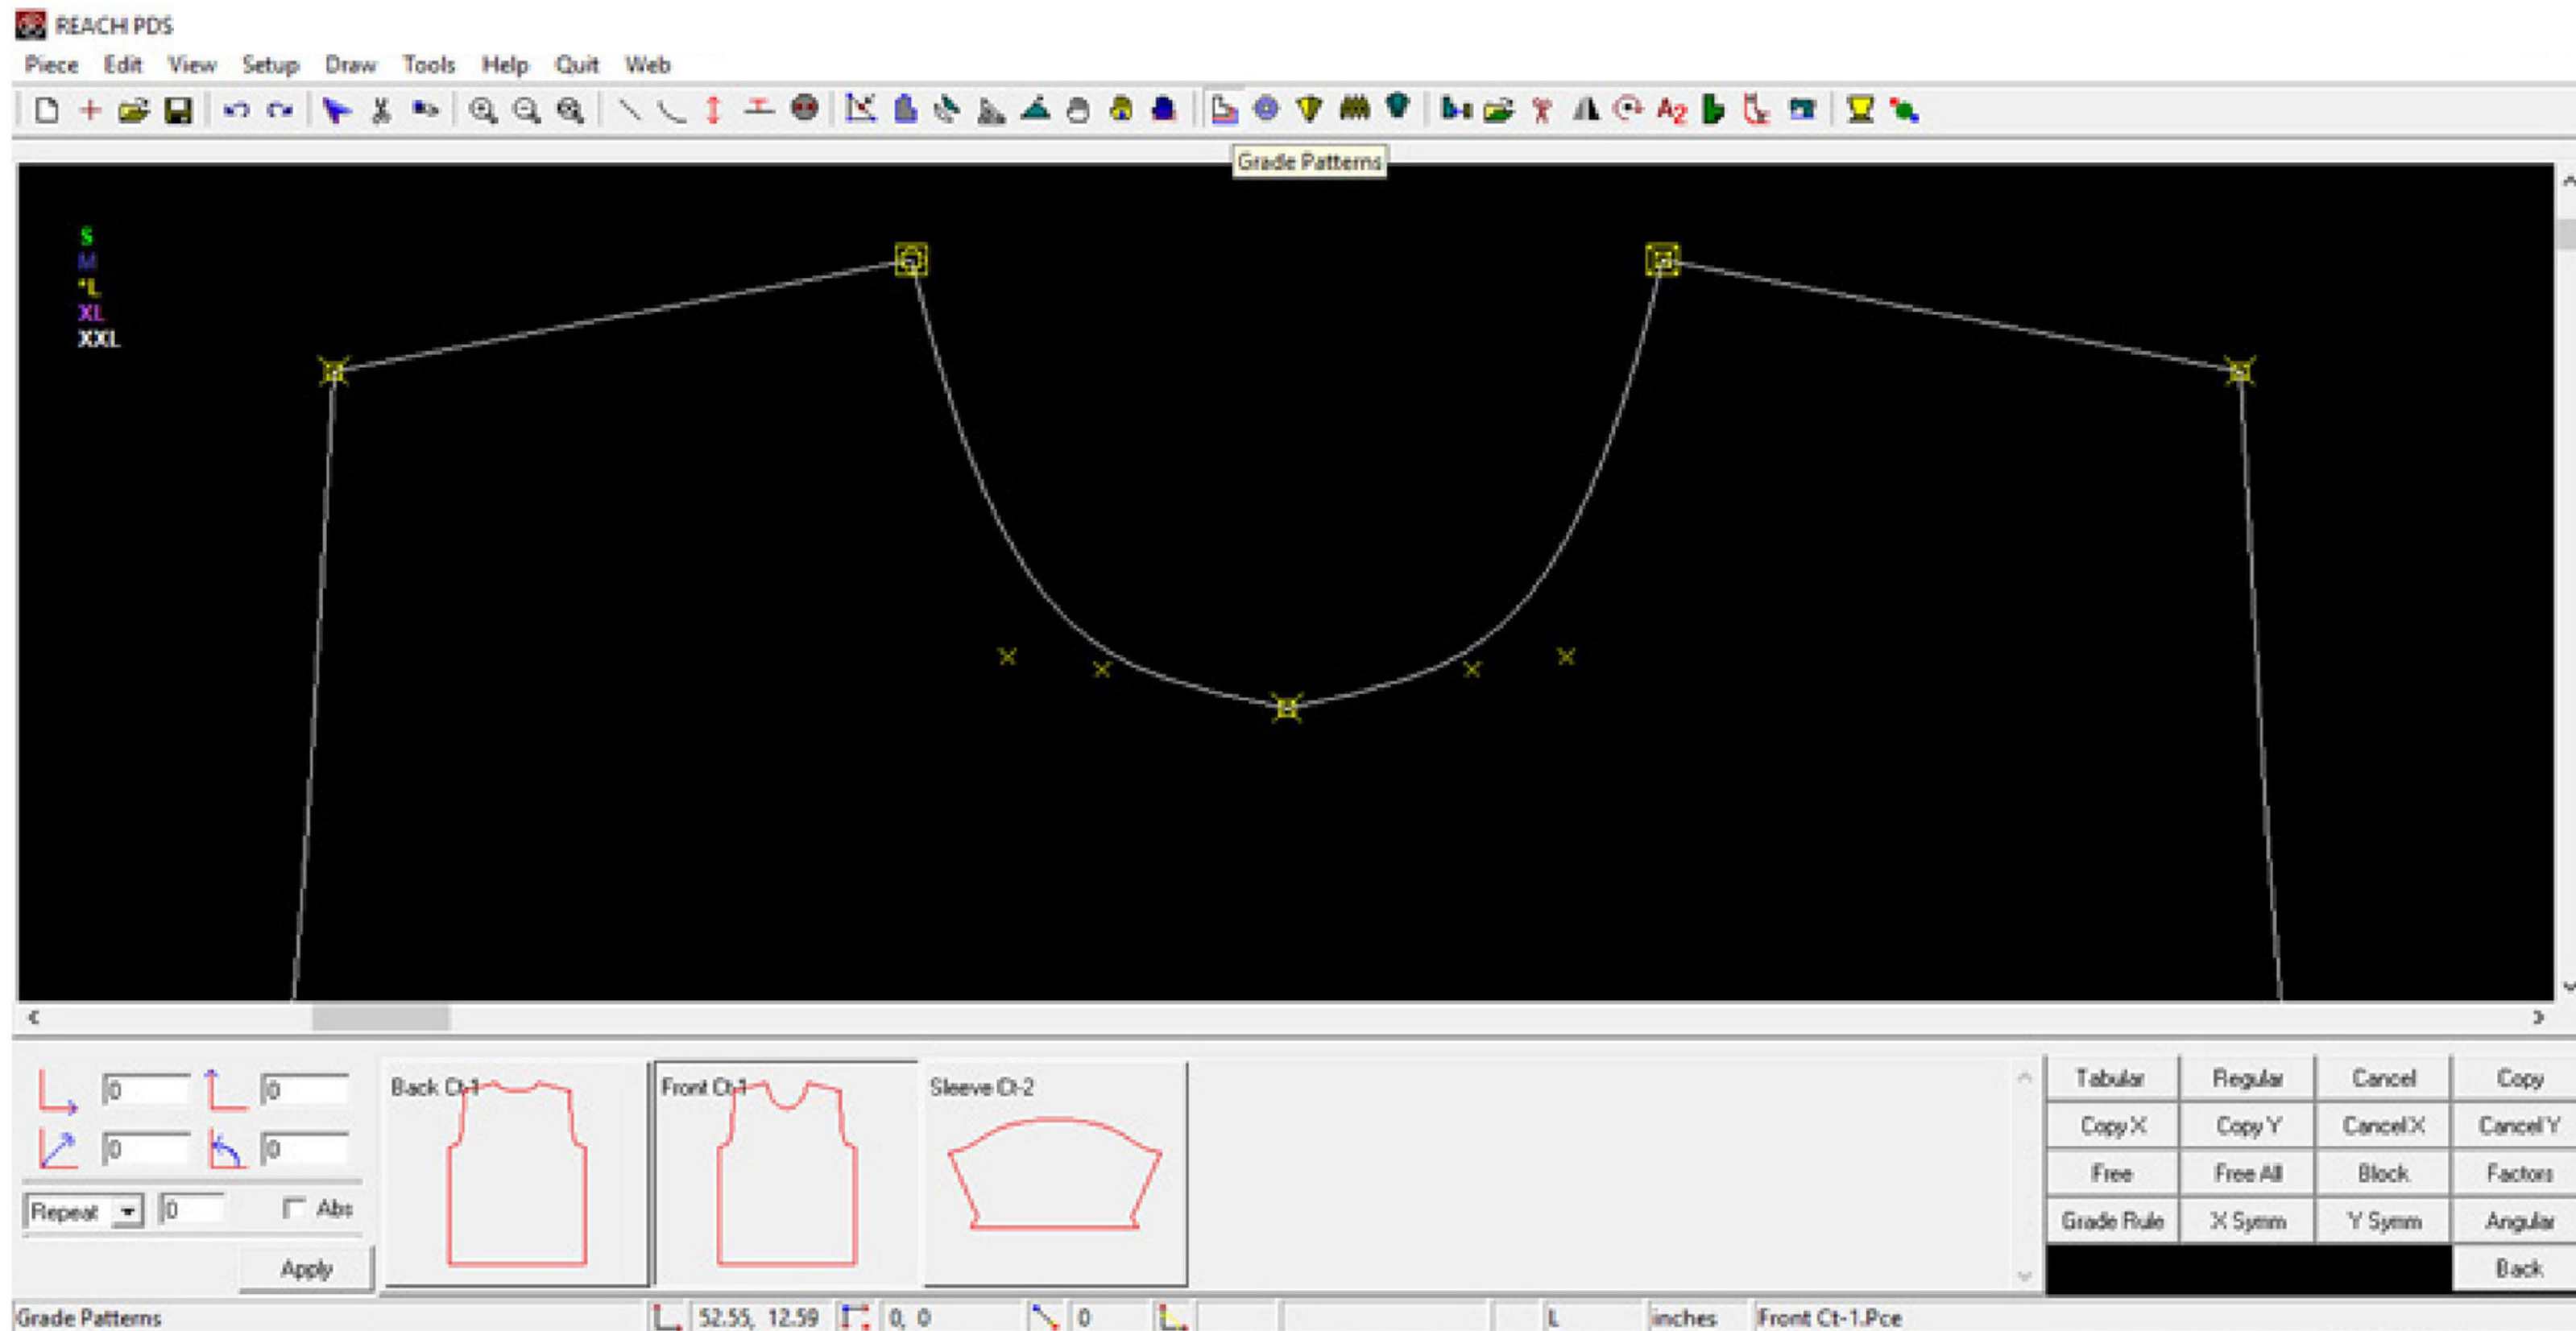 REACH PDS
Piece Edit View Setup Draw Tools Help Quit Web
A2
Grade Patterns
S
M
*L
XL
XXL
0 0
Back Ct-1 Front Ct-1 Sleeve Ct-2
0 0
Repeat 0 Abs
Apply
Tabular Regular Cancel Copy
Copy X Copy Y Cancel X Cancel Y
Free Free All Block Factors
Grade Rule X Symm Y Symm Angular
Back
Grade Patterns 52.55, 12.59 0, 0 0 L inches Front Ct-1.Pce